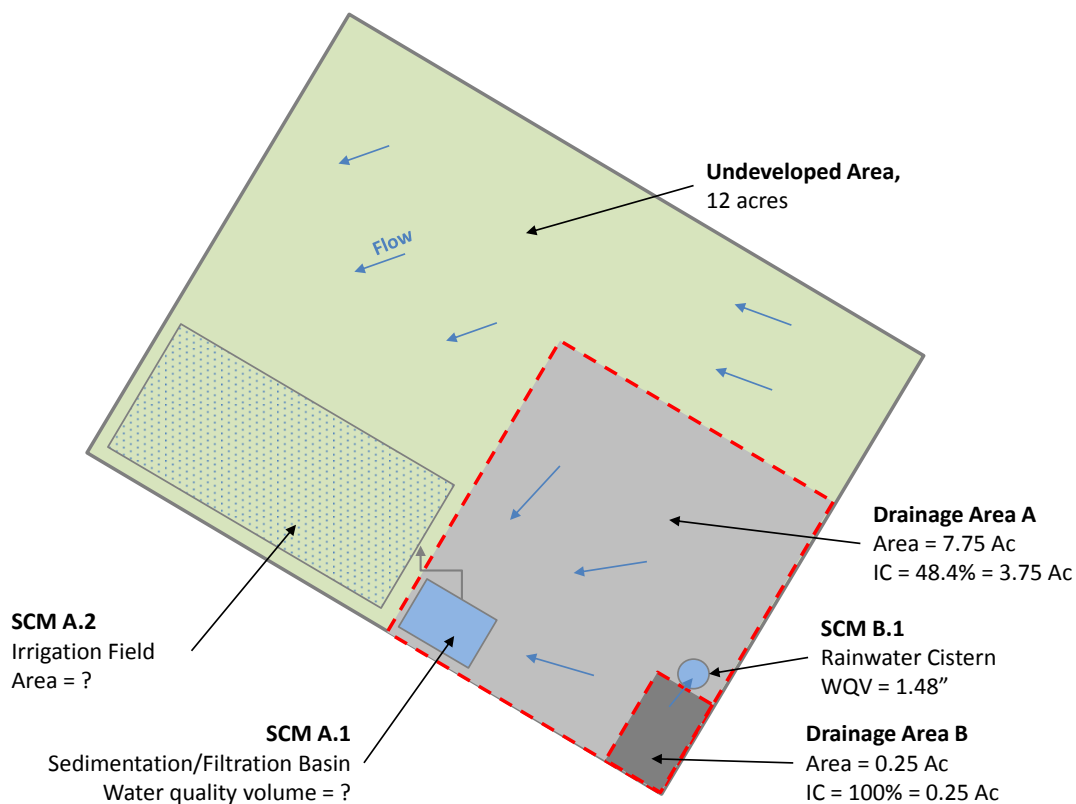 Undeveloped Area,
12 acres
Flow
Drainage Area A
Area = 7.75 Ac
IC = 48.4% = 3.75 Ac
SCM A.2
Irrigation Field
Area = ?
SCM B.1
Rainwater Cistern
WQV = 1.48”
SCM A.1
Sedimentation/Filtration Basin
Water quality volume = ?
Drainage Area B
Area = 0.25 Ac
IC = 100% = 0.25 Ac